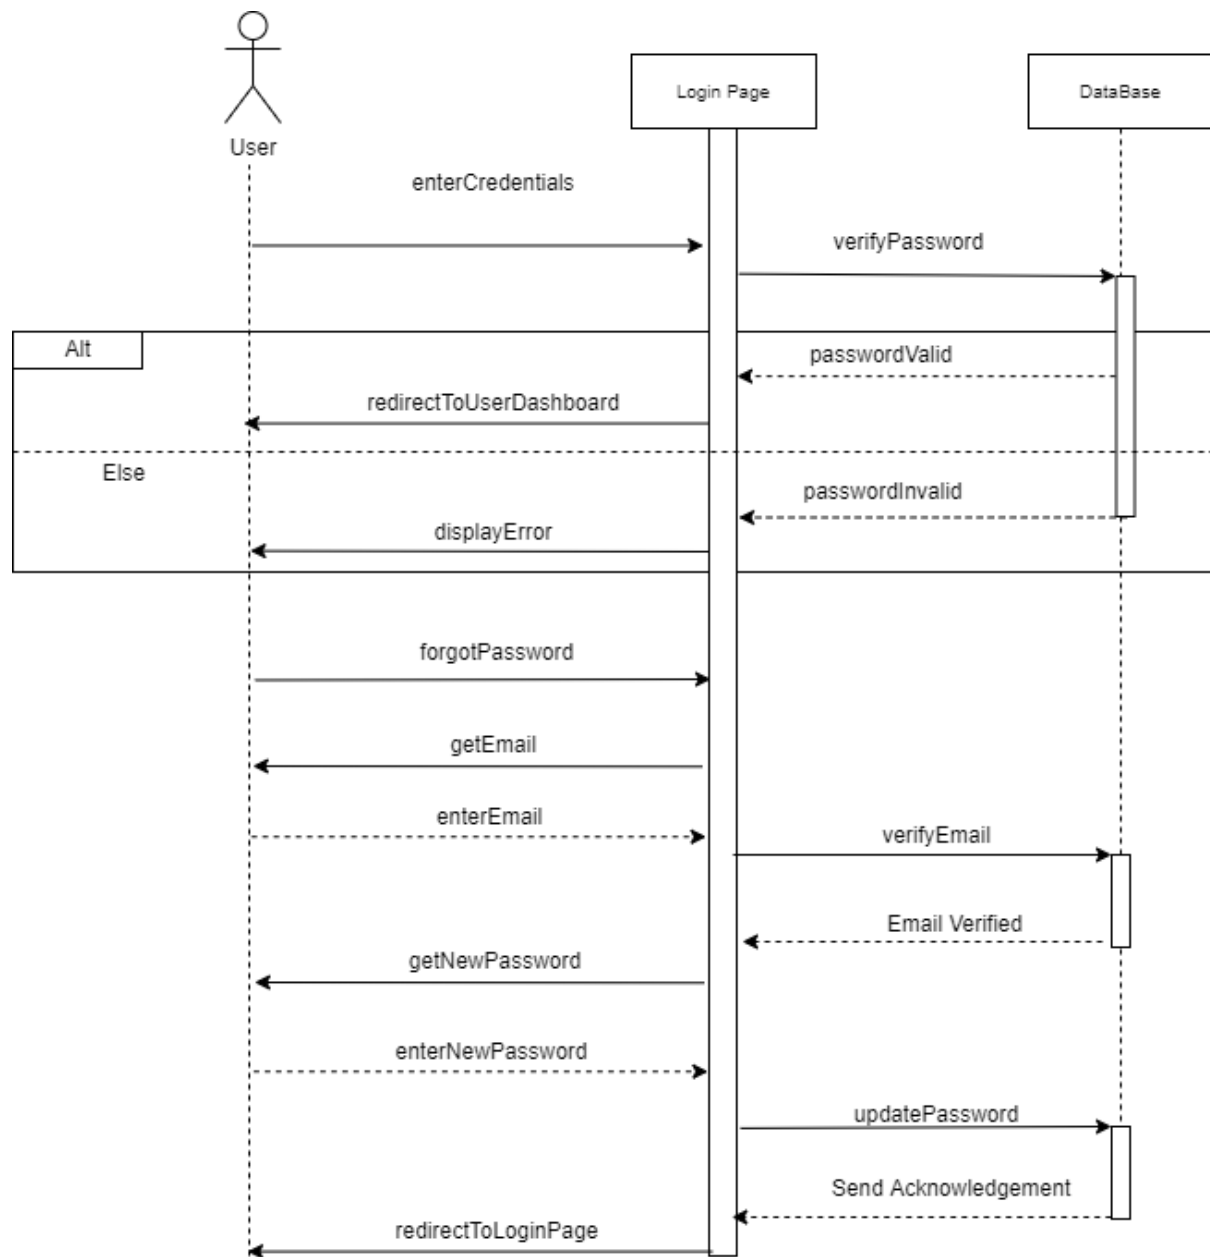 User
Login Page
DataBase
enterCredentials
verifyPassword
Alt
passwordValid
redirectToUserDashboard
Else
passwordInvalid
displayError
forgotPassword
getEmail
enterEmail
verifyEmail
Email Verified
getNewPassword
enterNewPassword
updatePassword
Send Acknowledgement
redirectToLoginPage